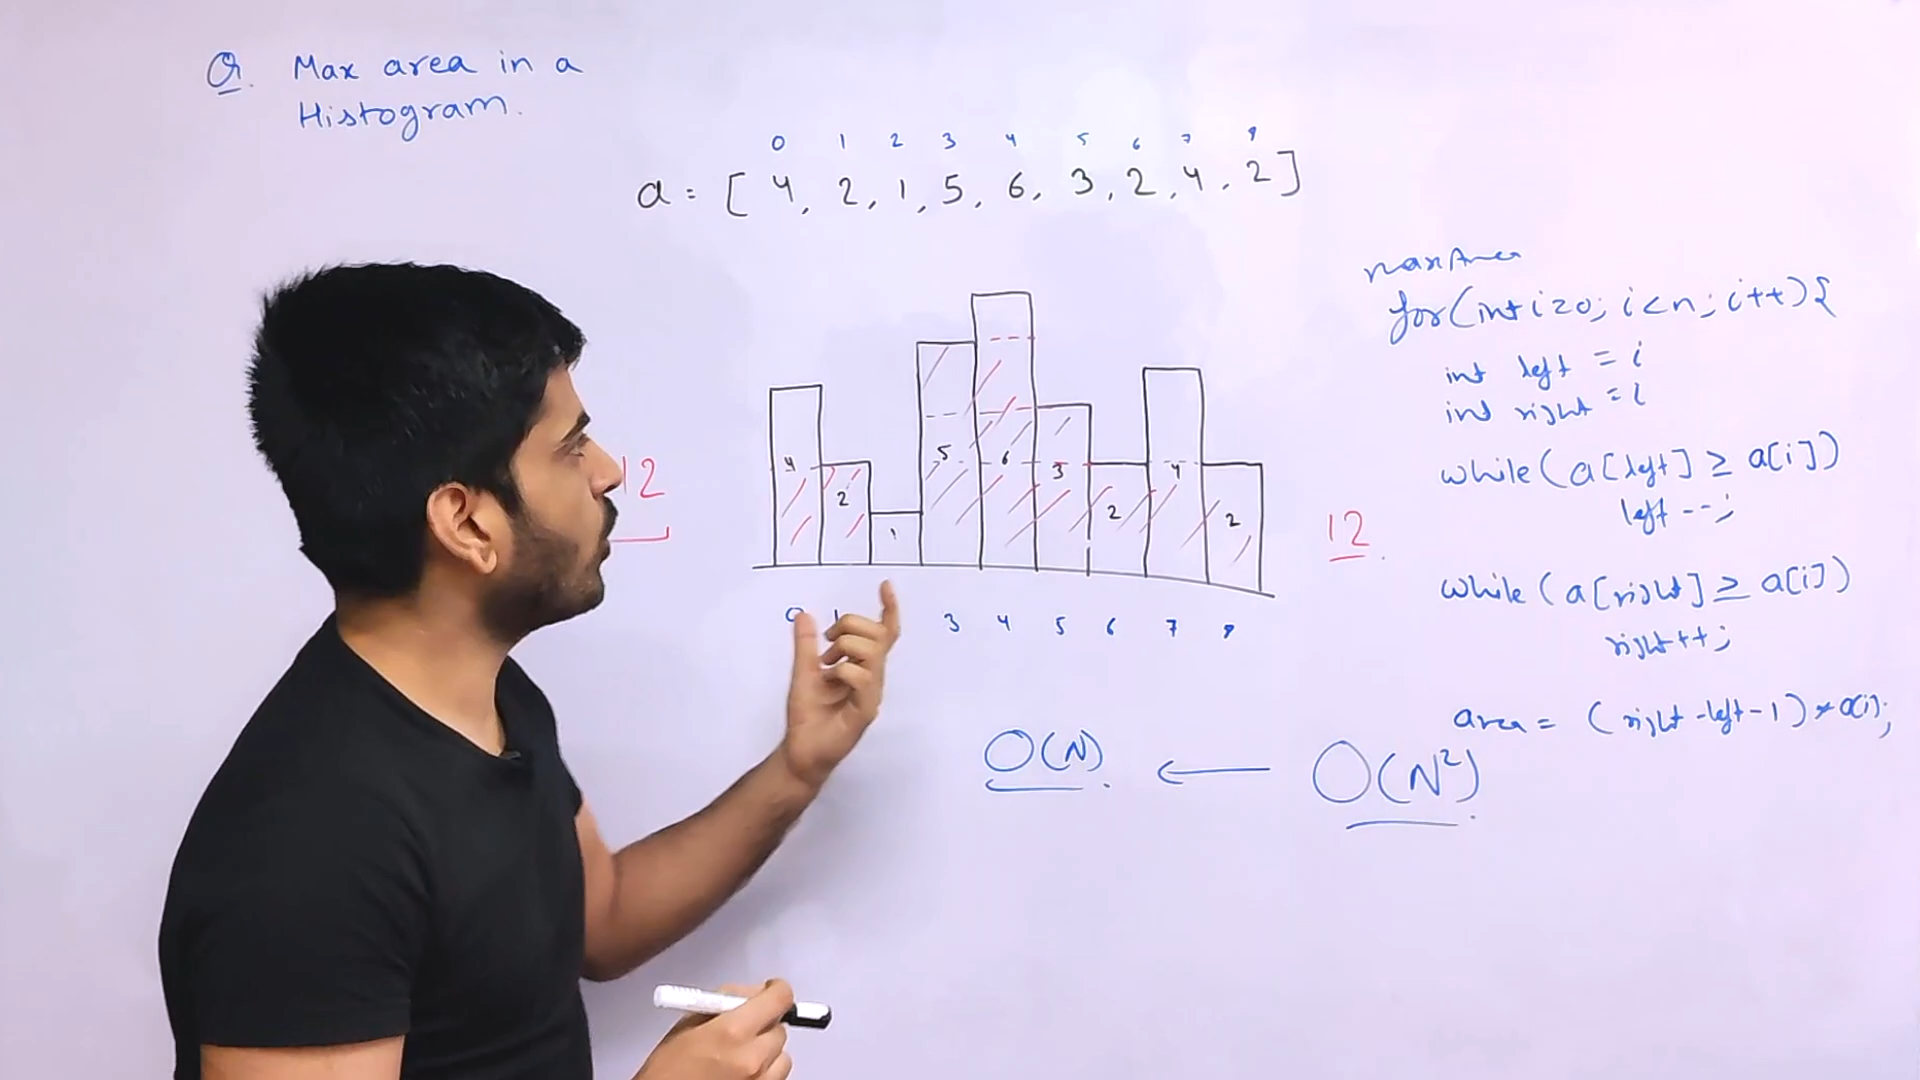 Q. Max area in a
Histogram.
0 1 2 3 4 5 6 7 8
a = [ 4, 2, 1, 5, 6, 3, 2, 4, 2 ]
maxArea
for(int i=0; i<n; i++){
int left = i
int right = i
while(a[left] ≥ a[i])
left--;
while(a[right] ≥ a[i])
right++;
area = (right-left-1)*a[i];
4 2 1 5 6 3 2 4 2
12
12.
0 1 3 4 5 6 7 8
O(N). ← O(N²).